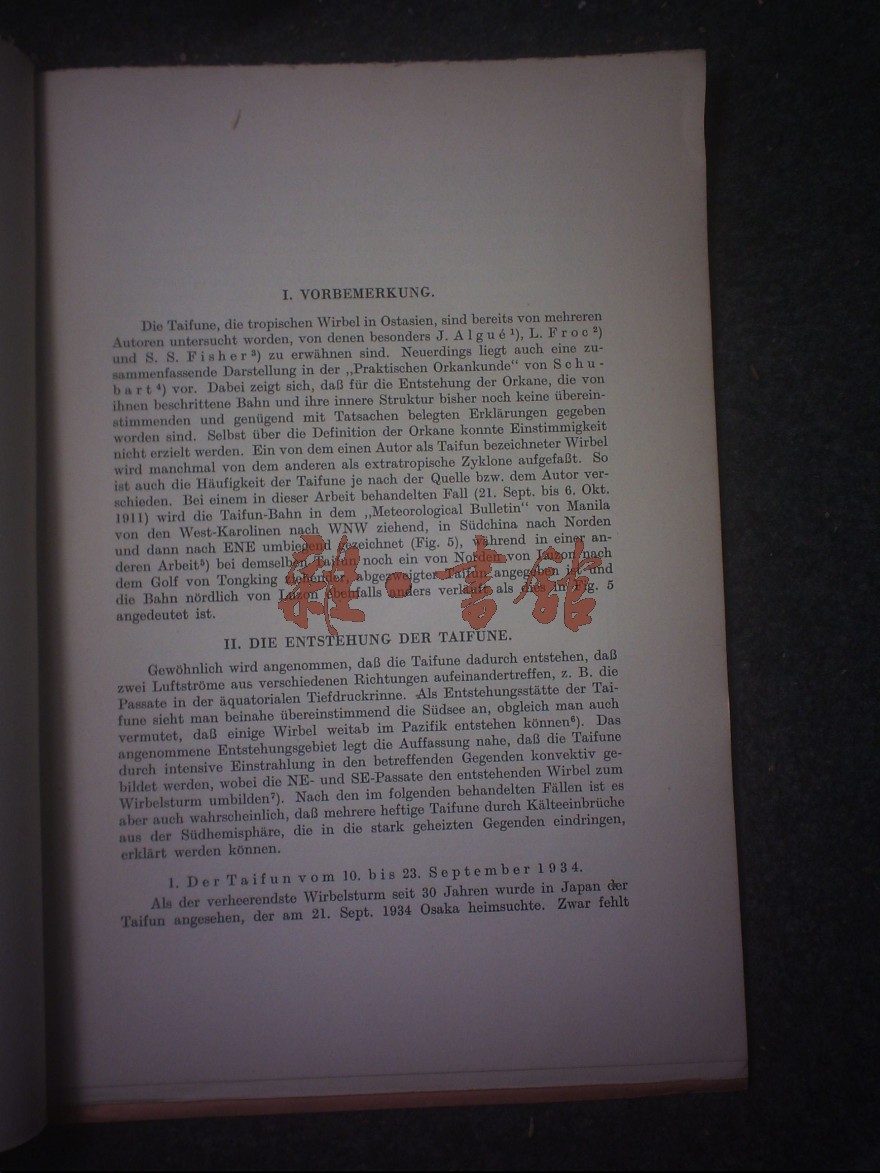 I. VORBEMERKUNG.
Die Taifune, die tropischen Wirbel in Ostasien, sind bereits von mehreren
Autoren untersucht worden, von denen besonders J. Algué ¹), L. Froc ²)
und S. S. Fisher ³) zu erwähnen sind. Neuerdings liegt auch eine zu-
sammenfassende Darstellung in der „Praktischen Orkankunde“ von Schu-
bart ⁴) vor. Dabei zeigt sich, daß für die Entstehung der Orkane, die von
ihnen beschrittene Bahn und ihre innere Struktur bisher noch keine überein-
stimmenden und genügend mit Tatsachen belegten Erklärungen gegeben
worden sind. Selbst über die Definition der Orkane konnte Einstimmigkeit
nicht erzielt werden. Ein von dem einen Autor als Taifun bezeichneter Wirbel
wird manchmal von dem anderen als extratropische Zyklone aufgefaßt. So
ist auch die Häufigkeit der Taifune je nach der Quelle bzw. dem Autor ver-
schieden. Bei einem in dieser Arbeit behandelten Fall (21. Sept. bis 6. Okt.
1911) wird die Taifun-Bahn in dem „Meteorological Bulletin“ von Manila
von den West-Karolinen nach WNW ziehend, in Südchina nach Norden
und dann nach ENE umbiegend gezeichnet (Fig. 5), während in einer an-
deren Arbeit⁵) bei demselben Taifun noch ein von Norden von Luzon nach
dem Golf von Tongking ziehender, abgezweigter Taifun angegeben ist und
die Bahn nördlich von Luzon ebenfalls anders verläuft als dies in Fig. 5
angedeutet ist.
雜·書館
II. DIE ENTSTEHUNG DER TAIFUNE.
Gewöhnlich wird angenommen, daß die Taifune dadurch entstehen, daß
zwei Luftströme aus verschiedenen Richtungen aufeinandertreffen, z. B. die
Passate in der äquatorialen Tiefdruckrinne. Als Entstehungsstätte der Tai-
fune sieht man beinahe übereinstimmend die Südsee an, obgleich man auch
vermutet, daß einige Wirbel weitab im Pazifik entstehen können⁶). Das
angenommene Entstehungsgebiet legt die Auffassung nahe, daß die Taifune
durch intensive Einstrahlung in den betreffenden Gegenden konvektiv ge-
bildet werden, wobei die NE- und SE-Passate den entstehenden Wirbel zum
Wirbelsturm umbilden⁷). Nach den im folgenden behandelten Fällen ist es
aber auch wahrscheinlich, daß mehrere heftige Taifune durch Kälteeinbrüche
aus der Südhemisphäre, die in die stark geheizten Gegenden eindringen,
erklärt werden können.
1. Der Taifun vom 10. bis 23. September 1934.
Als der verheerendste Wirbelsturm seit 30 Jahren wurde in Japan der
Taifun angesehen, der am 21. Sept. 1934 Osaka heimsuchte. Zwar fehlt